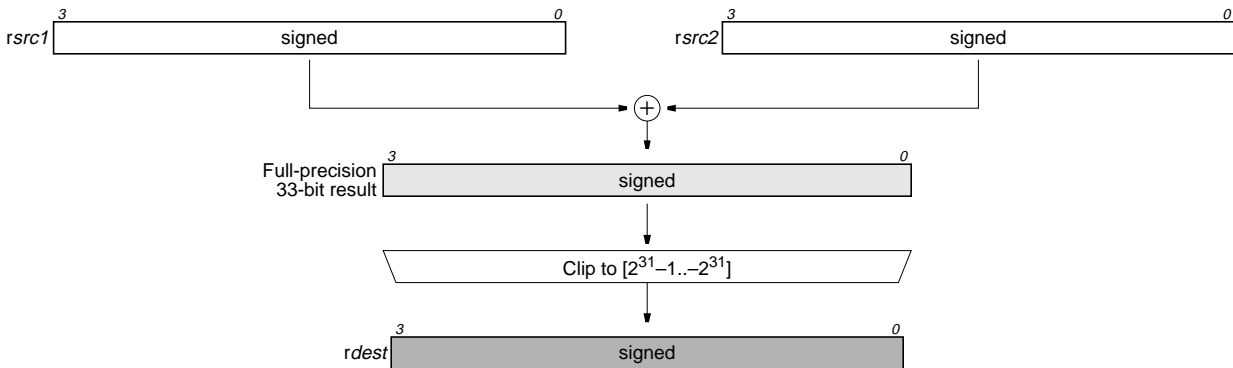 3 0 3 0
rsrc1 signed rsrc2 signed
+
3 0
Full-precision
33-bit result
signed
Clip to [2^31–1..–2^31]
3 0
rdest signed